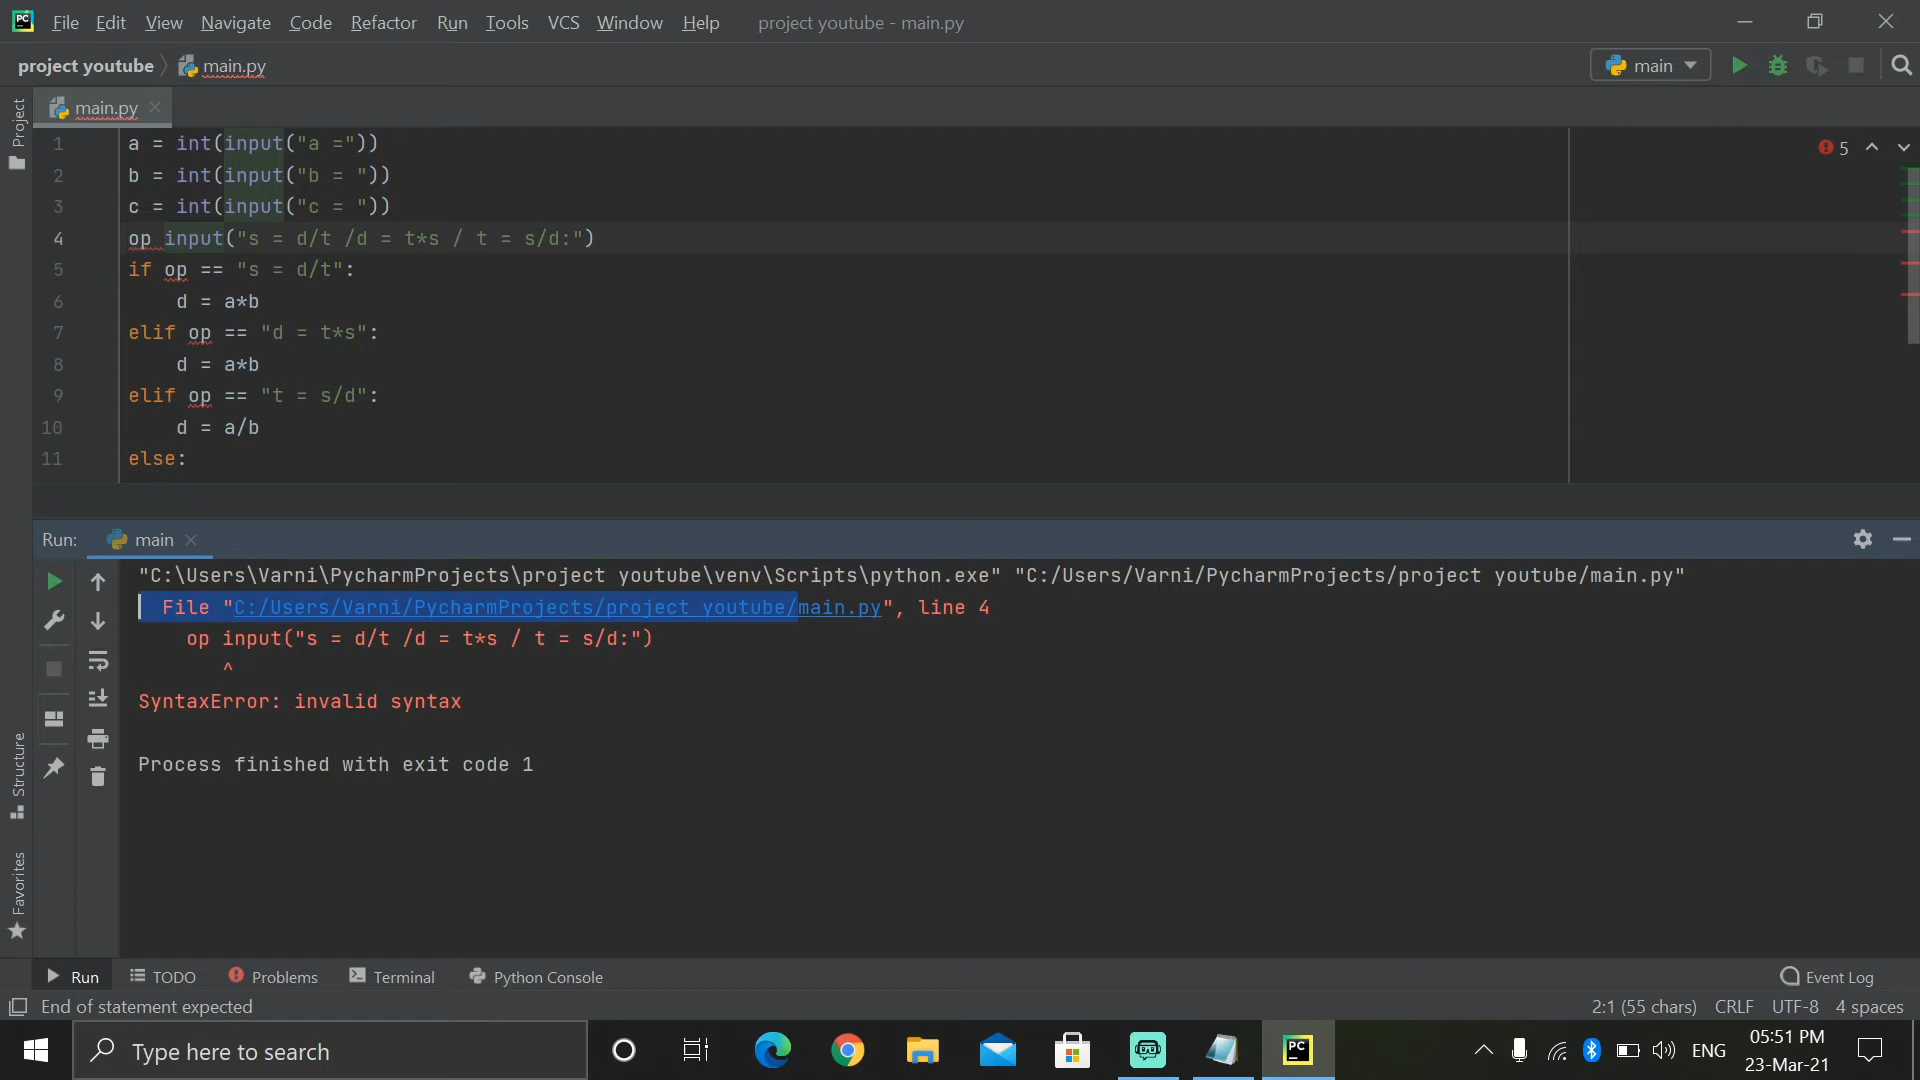 PC File Edit View Navigate Code Refactor Run Tools VCS Window Help project youtube - main.py
project youtube main.py main
Project
main.py
1 a = int(input("a ="))
2 b = int(input("b = "))
3 c = int(input("c = "))
4 op input("s = d/t /d = t*s / t = s/d:")
5 if op == "s = d/t":
6 d = a*b
7 elif op == "d = t*s":
8 d = a*b
9 elif op == "t = s/d":
10 d = a/b
11 else:
5
Run: main
"C:\Users\Varni\PycharmProjects\project youtube\venv\Scripts\python.exe" "C:/Users/Varni/PycharmProjects/project youtube/main.py"
File "C:/Users/Varni/PycharmProjects/project youtube/main.py", line 4
op input("s = d/t /d = t*s / t = s/d:")
^
SyntaxError: invalid syntax
Process finished with exit code 1
Structure
Favorites
Run TODO Problems Terminal Python Console Event Log
End of statement expected 2:1 (55 chars) CRLF UTF-8 4 spaces
Type here to search PC ENG 05:51 PM
23-Mar-21